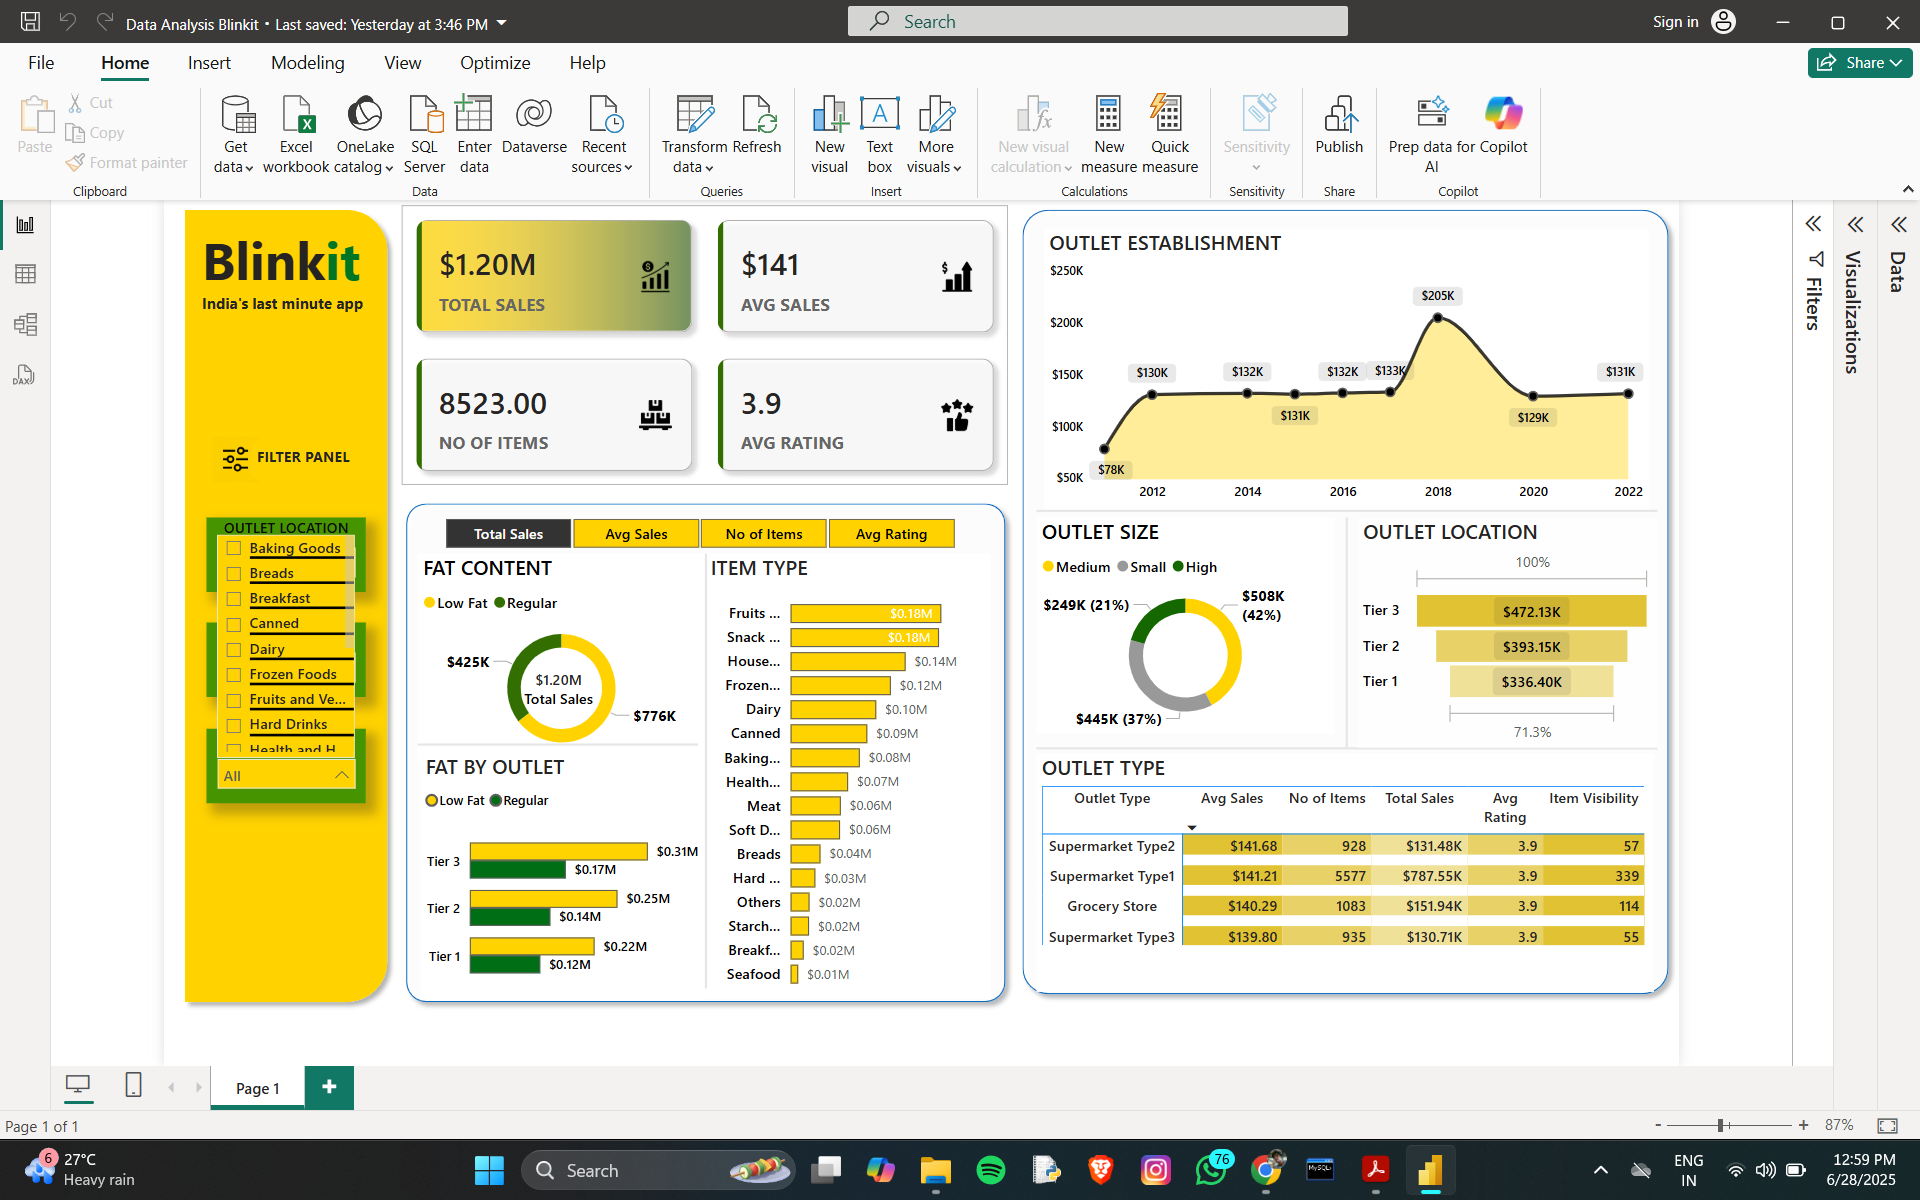 Data Analysis Blinkit • Last saved: Yesterday at 3:46 PM
Search
Sign in
File
Home
Insert
Modeling
View
Optimize
Help
Share
Paste
Cut
Copy
Format painter
Clipboard
Get data
Excel workbook
OneLake catalog
SQL Server
Enter data
Dataverse
Recent sources
Data
Transform data
Refresh
Queries
New visual
Text box
More visuals
Insert
New visual calculation
New measure
Quick measure
Calculations
Sensitivity
Sensitivity
Publish
Share
Prep data for AI
Copilot
Copilot
DAX
Blinkit
India's last minute app
FILTER PANEL
OUTLET LOCATION
Baking Goods
Breads
Breakfast
Canned
Dairy
Frozen Foods
Fruits and Ve...
Hard Drinks
Health and H
All
$1.20M
TOTAL SALES
$141
AVG SALES
8523.00
NO OF ITEMS
3.9
AVG RATING
Total Sales
Avg Sales
No of Items
Avg Rating
FAT CONTENT
Low Fat
Regular
$425K
$1.20M
Total Sales
$776K
FAT BY OUTLET
Low Fat
Regular
Tier 3
$0.31M
$0.17M
Tier 2
$0.25M
$0.14M
Tier 1
$0.22M
$0.12M
ITEM TYPE
Fruits ... $0.18M
Snack ... $0.18M
House... $0.14M
Frozen... $0.12M
Dairy $0.10M
Canned $0.09M
Baking... $0.08M
Health... $0.07M
Meat $0.06M
Soft D... $0.06M
Breads $0.04M
Hard ... $0.03M
Others $0.02M
Starch... $0.02M
Breakf... $0.02M
Seafood $0.01M
OUTLET ESTABLISHMENT
$250K
$200K
$150K
$100K
$50K
$78K
$130K
$132K
$131K
$132K
$133K
$205K
$129K
$131K
2012 2014 2016 2018 2020 2022
OUTLET SIZE
Medium
Small
High
$249K (21%)
$508K
(42%)
$445K (37%)
OUTLET LOCATION
100%
Tier 3 $472.13K
Tier 2 $393.15K
Tier 1 $336.40K
71.3%
OUTLET TYPE
Outlet Type Avg Sales No of Items Total Sales Avg Rating Item Visibility
Supermarket Type2 $141.68 928 $131.48K 3.9 57
Supermarket Type1 $141.21 5577 $787.55K 3.9 339
Grocery Store $140.29 1083 $151.94K 3.9 114
Supermarket Type3 $139.80 935 $130.71K 3.9 55
Filters
Visualizations
Data
Page 1
Page 1 of 1
- + 87%
6
27°C
Heavy rain
Search
76
MySQL
ENG
IN
12:59 PM
6/28/2025